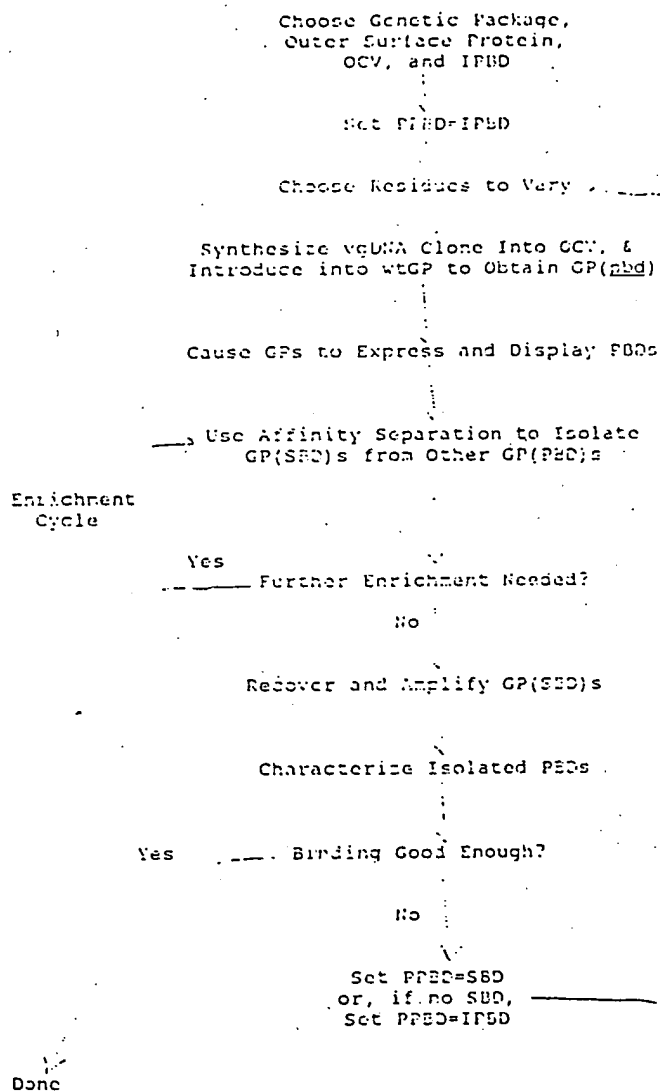 Choose Genetic Package,
Outer Surface Protein,
OCV, and IPBD
Set PPBD=IPBD
Choose Residues to Vary
Synthesize vgDNA Clone Into OCV, &
Introduce into wtGP to Obtain GP(pbd)
Cause GPs to Express and Display PBDs
Use Affinity Separation to Isolate
GP(SBD)s from Other GP(PBD)s
Enrichment
Cycle
Yes
Further Enrichment Needed?
No
Recover and Amplify GP(SBD)s
Characterize Isolated PBDs
Yes
Binding Good Enough?
No
Set PPBD=SBD
or, if no SBD,
Set PPBD=IPBD
Done